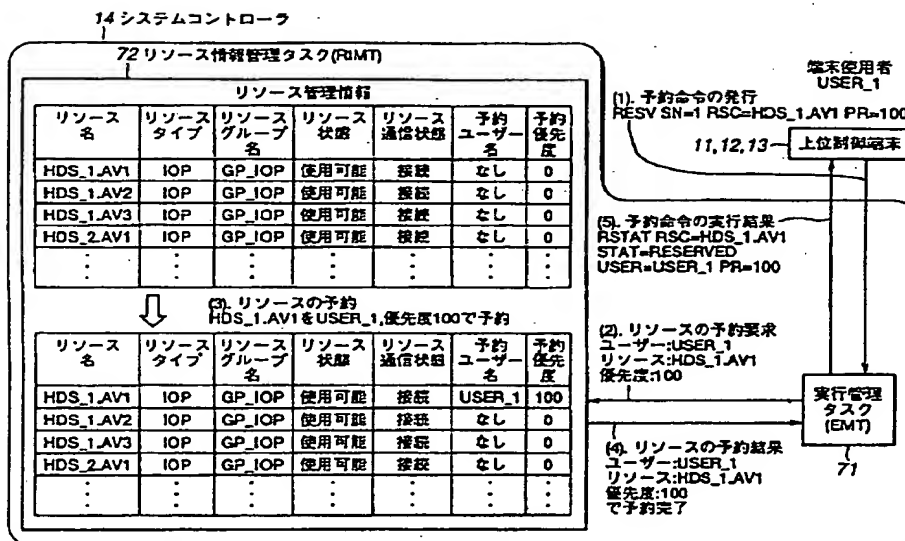 14 システムコントローラ
72 リソース情報管理タスク(RIMT)
リソース管理情報
リソース名 リソースタイプ リソースグループ名 リソース状態 リソース通信状態 予約ユーザー名 予約優先度
HDS_1.AV1 IOP GP_IOP 使用可能 接続 なし 0
HDS_1.AV2 IOP GP_IOP 使用可能 接続 なし 0
HDS_1.AV3 IOP GP_IOP 使用可能 接続 なし 0
HDS_2.AV1 IOP GP_IOP 使用可能 接続 なし 0
(3). リソースの予約
HDS_1.AV1をUSER_1,優先度100で予約
リソース名 リソースタイプ リソースグループ名 リソース状態 リソース通信状態 予約ユーザー名 予約優先度
HDS_1.AV1 IOP GP_IOP 使用可能 接続 USER_1 100
HDS_1.AV2 IOP GP_IOP 使用可能 接続 なし 0
HDS_1.AV3 IOP GP_IOP 使用可能 接続 なし 0
HDS_2.AV1 IOP GP_IOP 使用可能 接続 なし 0
端末使用者
USER_1
(1). 予約命令の発行
RESV SN=1 RSC=HDS_1.AV1 PR=100
11,12,13 上位制御端末
(5). 予約命令の実行結果
RSTAT RSC=HDS_1.AV1
STAT=RESERVED
USER=USER_1 PR=100
(2). リソースの予約要求
ユーザー:USER_1
リソース:HDS_1.AV1
優先度:100
実行管理
タスク
(EMT)
71
(4). リソースの予約結果
ユーザー:USER_1
リソース:HDS_1.AV1
優先度:100
で予約完了